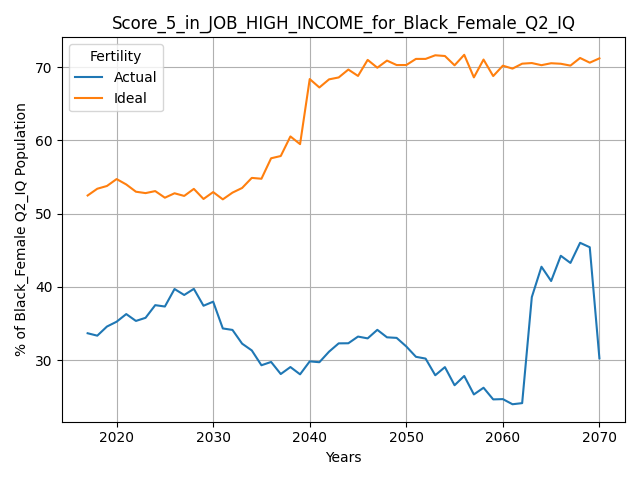 Score_5_in_JOB_HIGH_INCOME_for_Black_Female_Q2_IQ
Fertility
Actual
Ideal
% of Black_Female Q2_IQ Population
70
60
50
40
30
2020
2030
2040
2050
2060
2070
Years